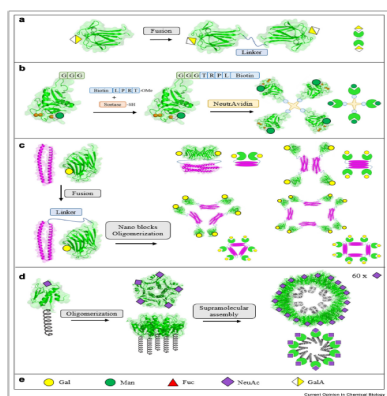 a
Fusion
Linker
b
G G G
Biotin L P R T -OMe
+
Sortase -SH
G G G T R P L Biotin
NeutrAvidin
c
Fusion
Linker
Nano blocks
Oligomerization
d
Oligomerization
Supramolecular
assembly
60 x
e
Gal
Man
Fuc
NeuAc
GalA
Current Opinion in Chemical Biology